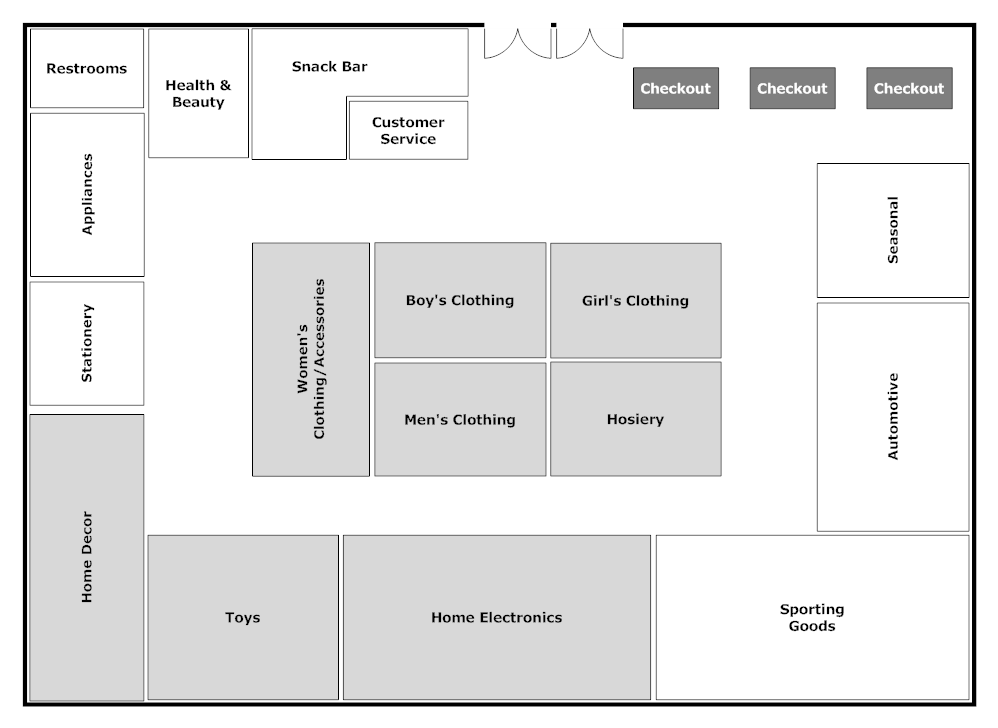 Restrooms
Health &
Beauty
Snack Bar
Customer
Service
Checkout
Checkout
Checkout
Appliances
Seasonal
Stationery
Women's
Clothing/Accessories
Boy's Clothing
Girl's Clothing
Men's Clothing
Hosiery
Automotive
Home Decor
Toys
Home Electronics
Sporting
Goods